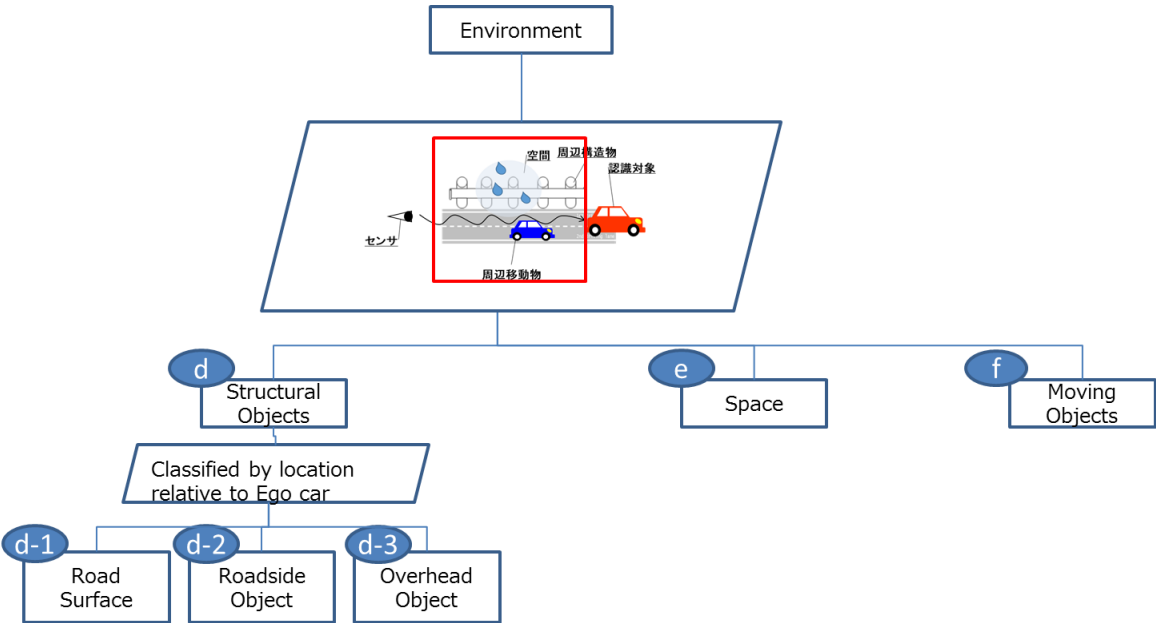 Environment
空間
周辺構造物
認識対象
センサ
周辺移動物
d
Structural
Objects
e
Space
f
Moving
Objects
Classified by location
relative to Ego car
d-1
Road
Surface
d-2
Roadside
Object
d-3
Overhead
Object